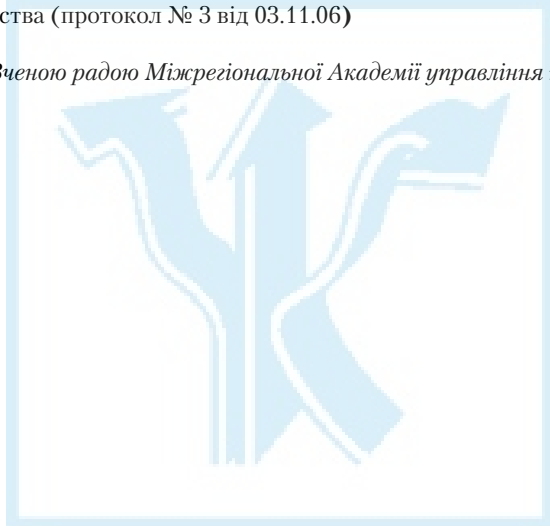 ства (протокол № 3 від 03.11.06)
Вченою радою Міжрегіональної Академії управління